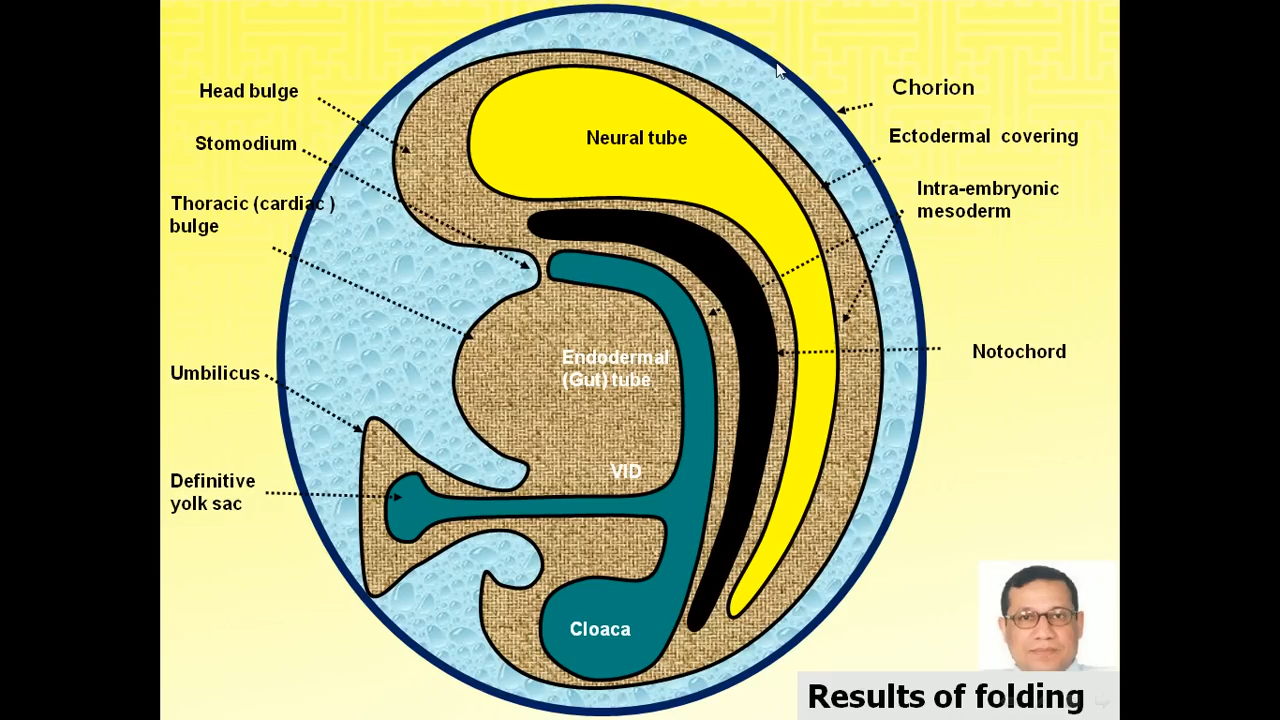 Head bulge
Stomodium
Thoracic (cardiac )
bulge
Umbilicus
Definitive
yolk sac
Neural tube
Endodermal
(Gut) tube
VID
Cloaca
Chorion
Ectodermal covering
Intra-embryonic
mesoderm
Notochord
Results of folding